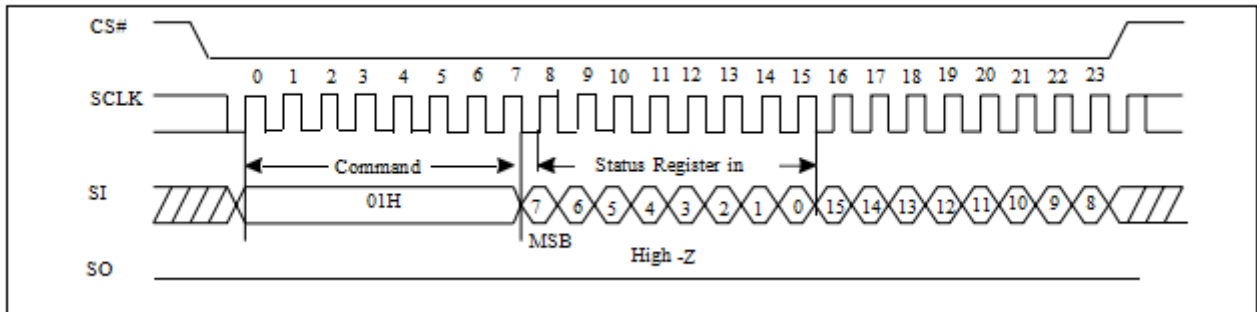 CS#
0 1 2 3 4 5 6 7 8 9 10 11 12 13 14 15 16 17 18 19 20 21 22 23
SCLK
Command Status Register in
SI
01H 7 6 5 4 3 2 1 0 15 14 13 12 11 10 9 8
MSB
High -Z
SO